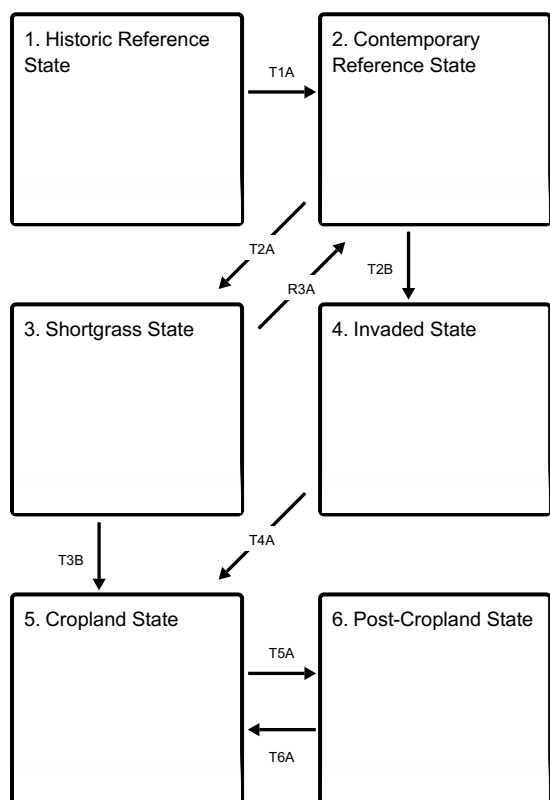 1. Historic Reference
State
T1A
2. Contemporary
Reference State
T2A
R3A
T2B
3. Shortgrass State
4. Invaded State
T3B
T4A
5. Cropland State
T5A
T6A
6. Post-Cropland State